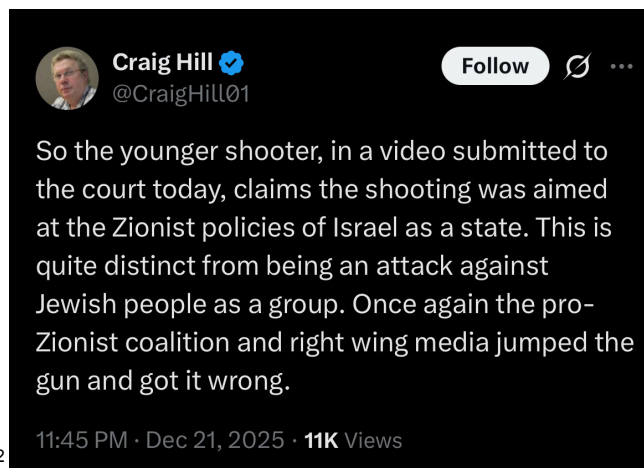 Craig Hill
Follow
@CraigHill01
So the younger shooter, in a video submitted to
the court today, claims the shooting was aimed
at the Zionist policies of Israel as a state. This is
quite distinct from being an attack against
Jewish people as a group. Once again the pro-
Zionist coalition and right wing media jumped the
gun and got it wrong.
11:45 PM · Dec 21, 2025 · 11K Views
2